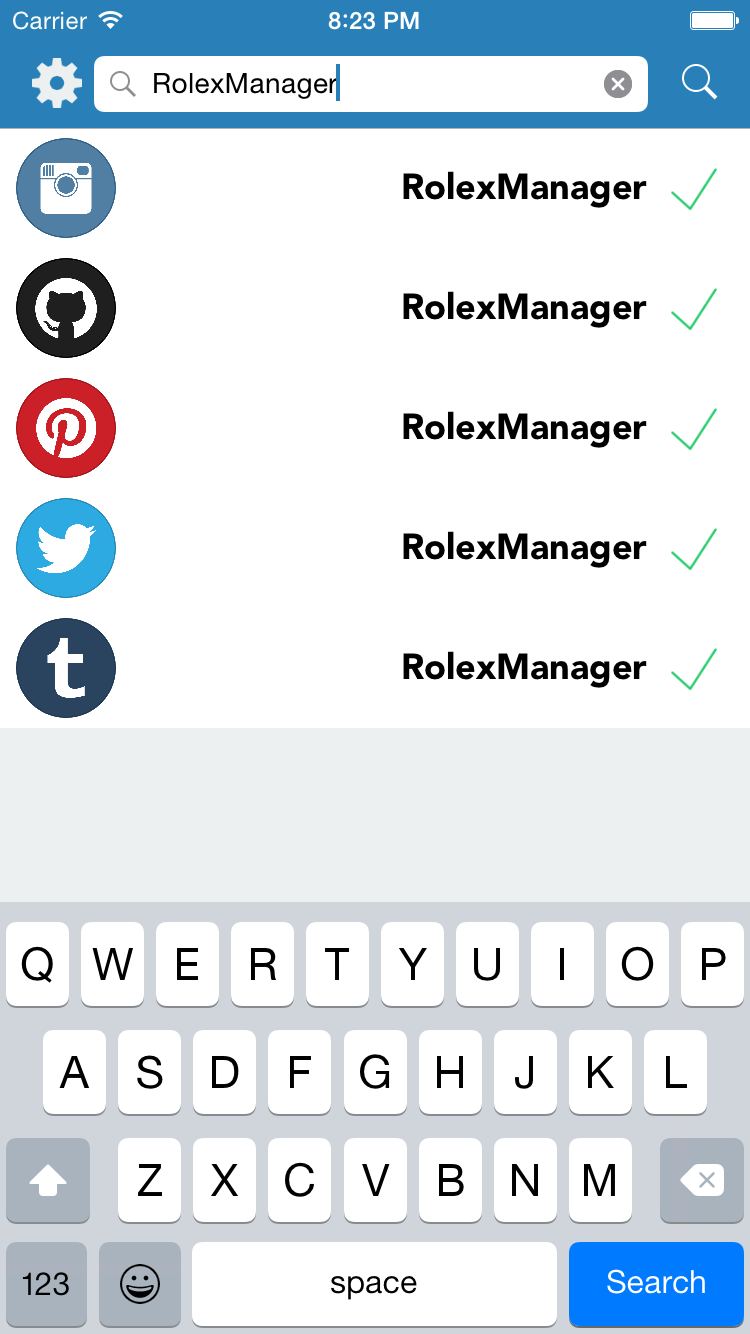 Carrier 8:23 PM
RolexManager
RolexManager
RolexManager
RolexManager
RolexManager
RolexManager
Q W E R T Y U I O P
A S D F G H J K L
Z X C V B N M
123 space Search